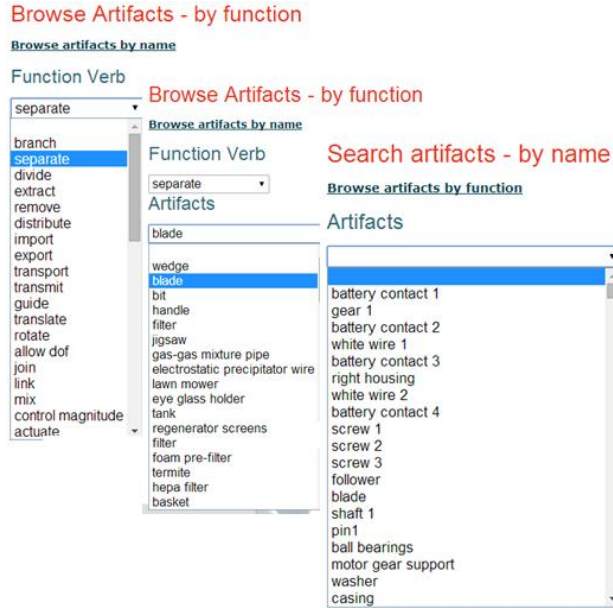 Browse Artifacts - by function
Browse artifacts by name
Function Verb
separate
branch
separate
divide
extract
remove
distribute
import
export
transport
transmit
guide
translate
rotate
allow dof
join
link
mix
control magnitude
actuate
Browse Artifacts - by function
Browse artifacts by name
Function Verb
separate
Artifacts
blade
wedge
blade
bit
handle
filter
jigsaw
gas-gas mixture pipe
electrostatic precipitator wire
lawn mower
eye glass holder
tank
regenerator screens
filter
foam pre-filter
termite
hepa filter
basket
Search artifacts - by name
Browse artifacts by function
Artifacts
battery contact 1
gear 1
battery contact 2
white wire 1
battery contact 3
right housing
white wire 2
battery contact 4
screw 1
screw 2
screw 3
follower
blade
shaft 1
pin1
ball bearings
motor gear support
washer
casing